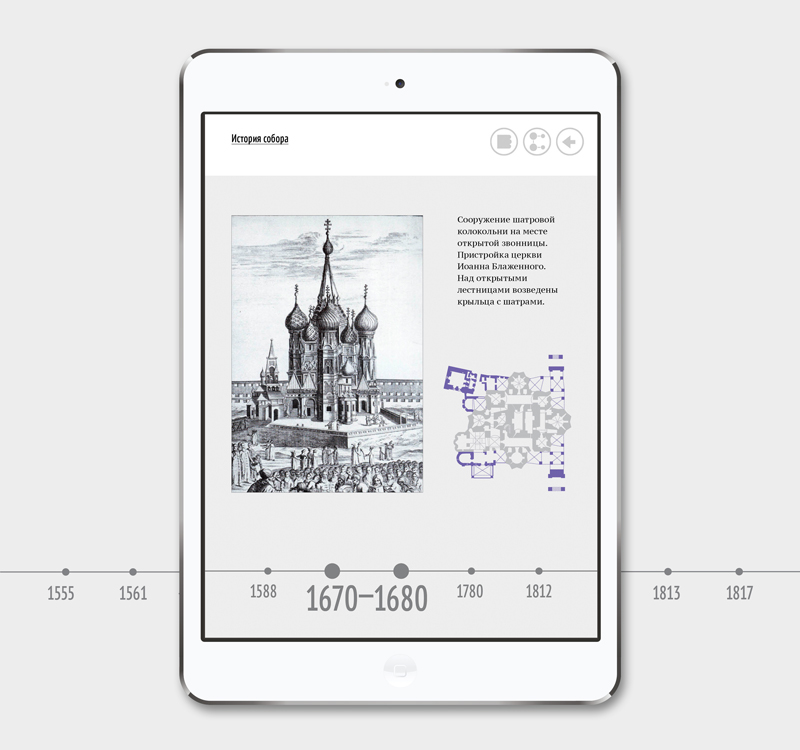 История собора
Сооружение шатровой
колокольни на месте
открытой звонницы.
Пристройка церкви
Иоанна Блаженного.
Над открытыми
лестницами возведены
крыльца с шатрами.
1555 1561 1588 1670–1680 1780 1812 1813 1817